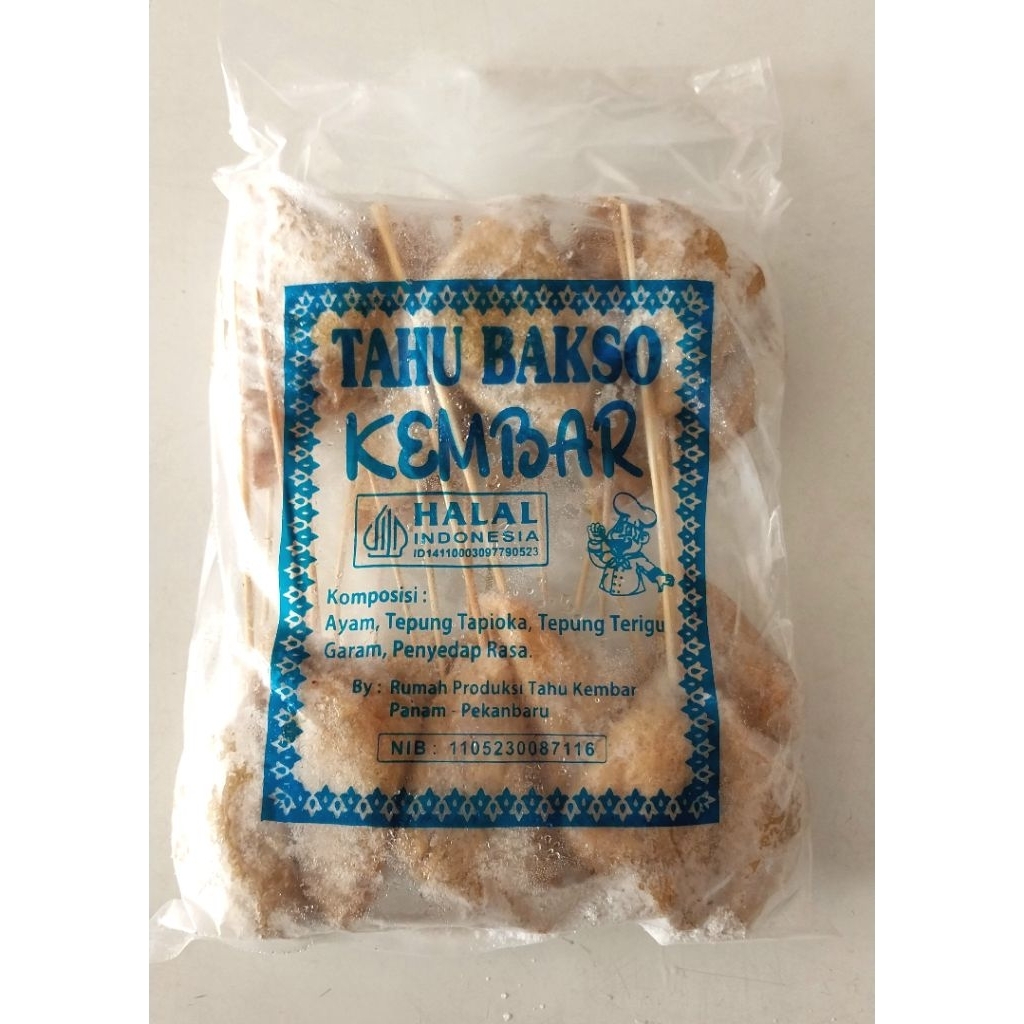 TAHU BAKSO
KEMBAR
HALAL
INDONESIA
ID14110003097790523
Komposisi :
Ayam, Tepung Tapioka, Tepung Terigu
Garam, Penyedap Rasa.
By : Rumah Produksi Tahu Kembar
Panam - Pekanbaru
NIB : 1105230087116